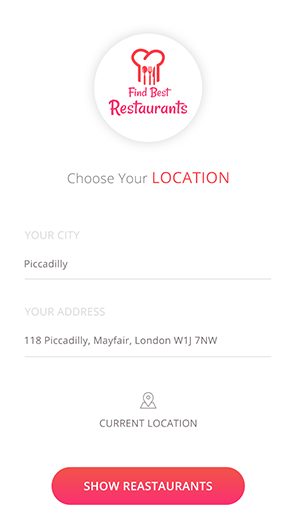 Find Best
Restaurants
Choose Your LOCATION
YOUR CITY
Piccadilly
YOUR ADDRESS
118 Piccadilly, Mayfair, London W1J 7NW
CURRENT LOCATION
SHOW REASTAURANTS